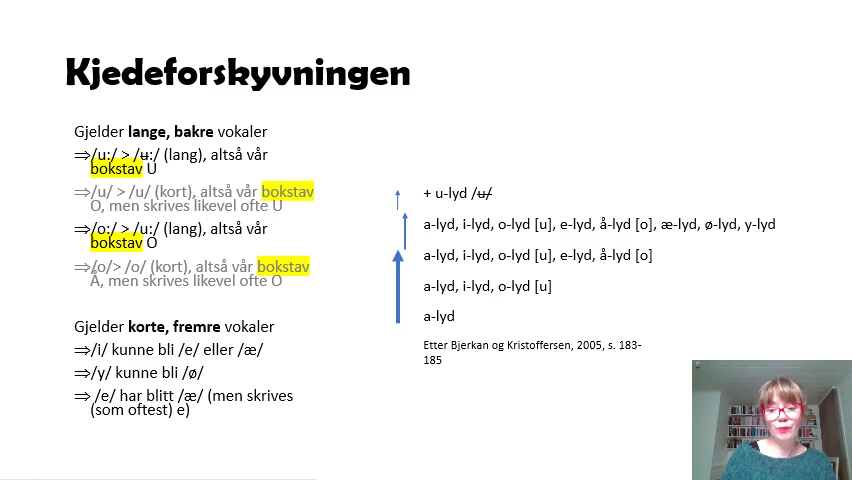 Kjedeforskyvningen
Gjelder lange, bakre vokaler
⇒/u:/ > /ʉ:/ (lang), altså vår
bokstav U
⇒/u/ > /u/ (kort), altså vår bokstav
O, men skrives likevel ofte U
⇒/o:/ > /u:/ (lang), altså vår
bokstav O
⇒/o/> /o/ (kort), altså vår bokstav
Å, men skrives likevel ofte O
Gjelder korte, fremre vokaler
⇒/i/ kunne bli /e/ eller /æ/
⇒/y/ kunne bli /ø/
⇒ /e/ har blitt /æ/ (men skrives
(som oftest) e)
+ u-lyd /ʉ/
a-lyd, i-lyd, o-lyd [u], e-lyd, å-lyd [o], æ-lyd, ø-lyd, y-lyd
a-lyd, i-lyd, o-lyd [u], e-lyd, å-lyd [o]
a-lyd, i-lyd, o-lyd [u]
a-lyd
Etter Bjerkan og Kristoffersen, 2005, s. 183-
185